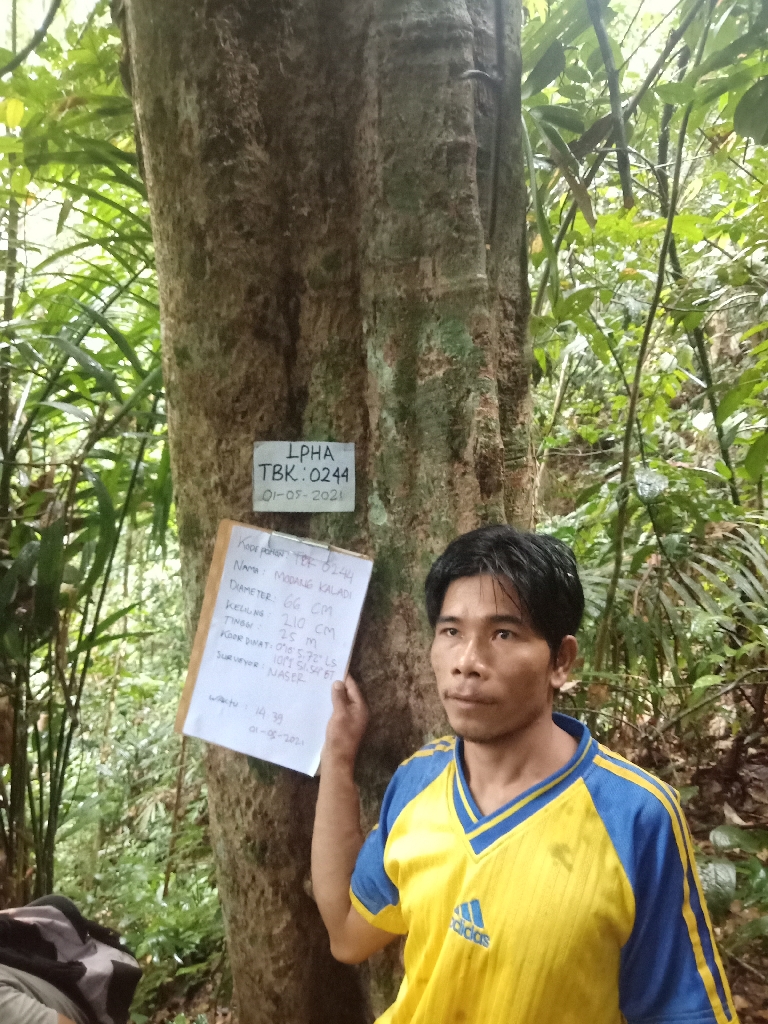 LPHA
TBK : 0244
01-05-2021
KODE POHON : TBK 0244
NAMA : MODANG KALADI
DIAMETER : 66 CM
KELILING : 210 CM
TINGGI : 25 M
KOORDINAT :
SURVEYOR :
NASER
WAKTU : 14 39
01-05-2021
adidas